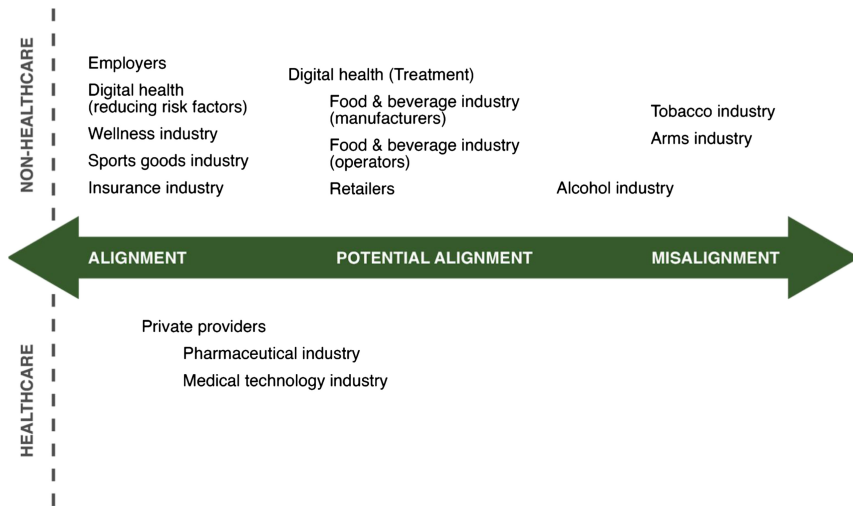 NON-HEALTHCARE
Employers
Digital health
(reducing risk factors)
Wellness industry
Sports goods industry
Insurance industry
Digital health (Treatment)
Food & beverage industry
(manufacturers)
Food & beverage industry
(operators)
Retailers
Tobacco industry
Arms industry
Alcohol industry
ALIGNMENT
POTENTIAL ALIGNMENT
MISALIGNMENT
HEALTHCARE
Private providers
Pharmaceutical industry
Medical technology industry